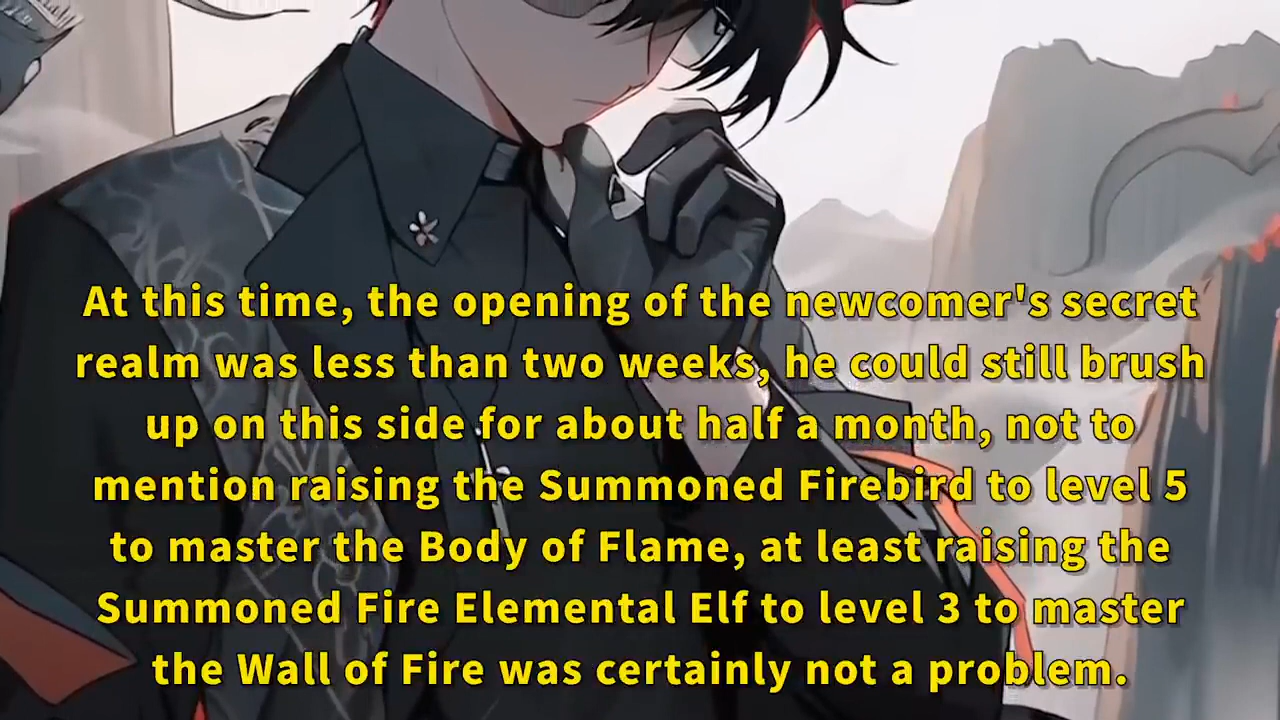 At this time, the opening of the newcomer's secret
realm was less than two weeks, he could still brush
up on this side for about half a month, not to
mention raising the Summoned Firebird to level 5
to master the Body of Flame, at least raising the
Summoned Fire Elemental Elf to level 3 to master
the Wall of Fire was certainly not a problem.